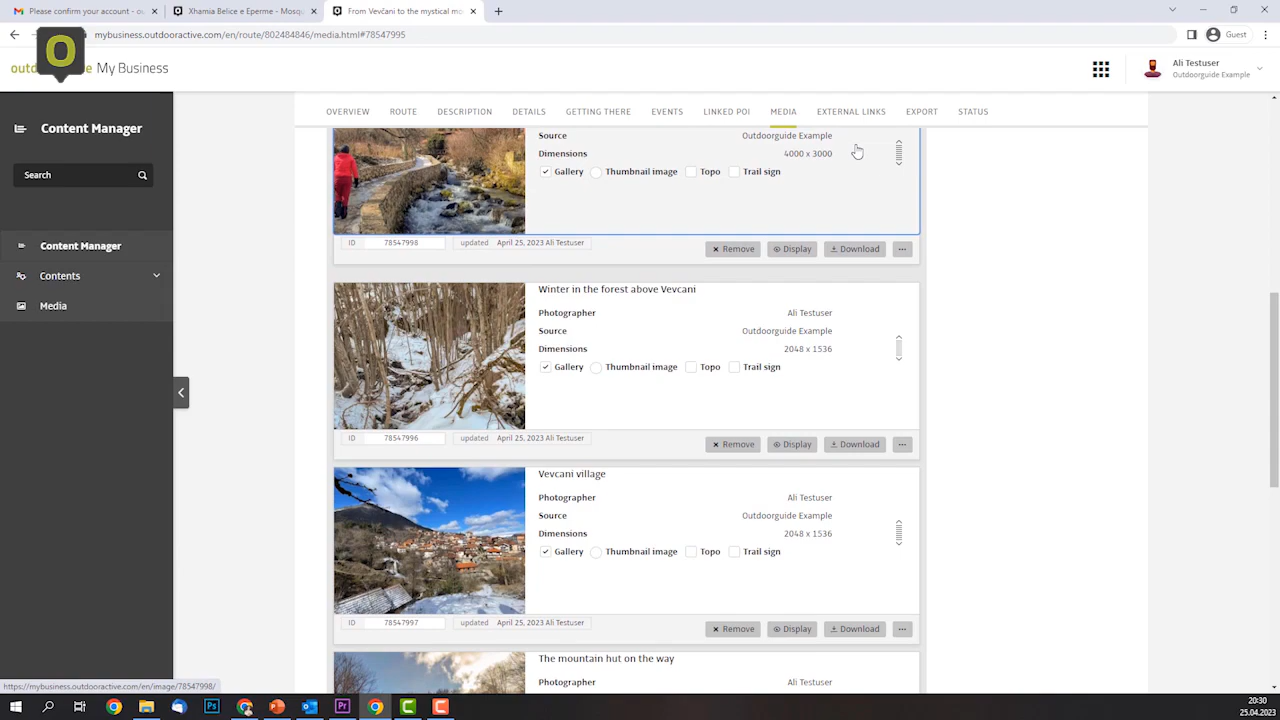 Please confirm your account - ou
Xhamia Belice e Eperme - Mosqu
From Vevčani to the mystical mo
mybusiness.outdooractive.com/en/route/802484846/media.html#78547995
Guest
My Business
Ali Testuser
Outdoorguide Example
Content Manager
OVERVIEW ROUTE DESCRIPTION DETAILS GETTING THERE EVENTS LINKED POI MEDIA EXTERNAL LINKS EXPORT STATUS
Search
Content Manager
Contents
Media
Source Outdoorguide Example
Dimensions 4000 x 3000
Gallery Thumbnail image Topo Trail sign
ID 78547998 updated April 25, 2023 Ali Testuser
Remove Display Download ...
Winter in the forest above Vevcani
Photographer Ali Testuser
Source Outdoorguide Example
Dimensions 2048 x 1536
Gallery Thumbnail image Topo Trail sign
ID 78547996 updated April 25, 2023 Ali Testuser
Remove Display Download ...
Vevcani village
Photographer Ali Testuser
Source Outdoorguide Example
Dimensions 2048 x 1536
Gallery Thumbnail image Topo Trail sign
ID 78547997 updated April 25, 2023 Ali Testuser
Remove Display Download ...
The mountain hut on the way
Photographer Ali Testuser
https://mybusiness.outdooractive.com/en/image/78547998/
20:30
25.04.2023